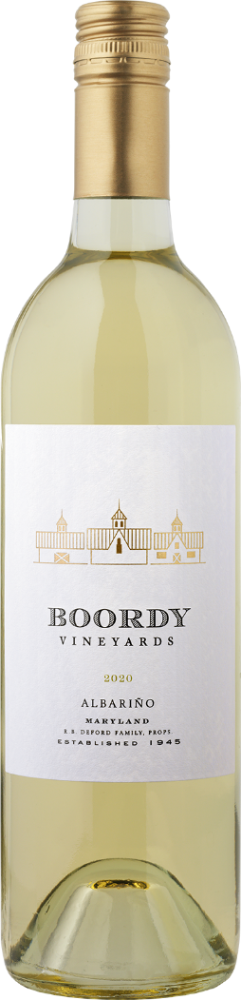 BOORDY
VINEYARDS
2020
ALBARIÑO
MARYLAND
R. B. DEFORD FAMILY, PROPS.
ESTABLISHED 1945